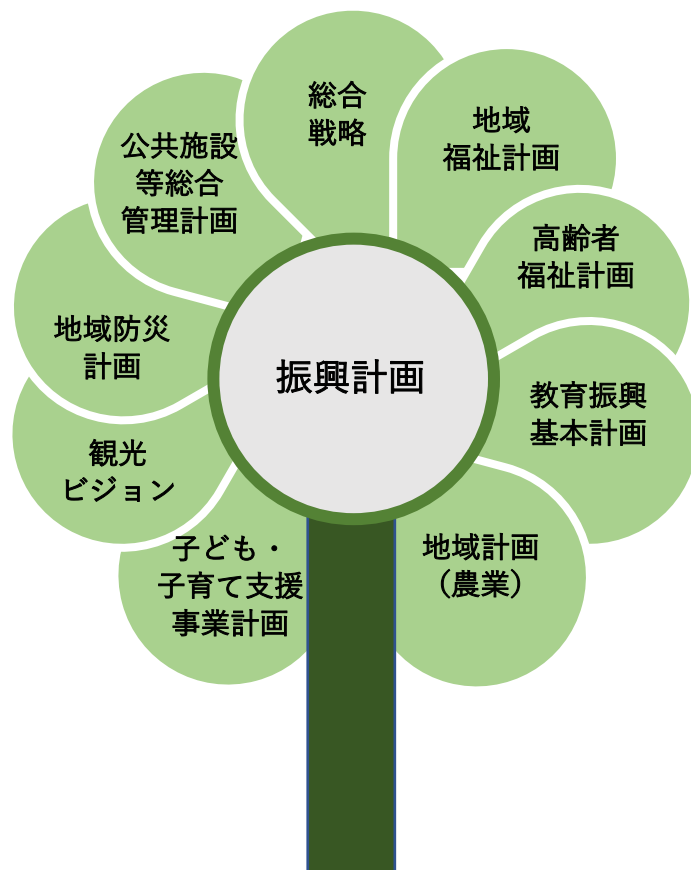 総合
戦略
地域
福祉計画
高齢者
福祉計画
教育振興
基本計画
地域計画
（農業）
子ども・
子育て支援
事業計画
観光
ビジョン
地域防災
計画
公共施設
等総合
管理計画
振興計画